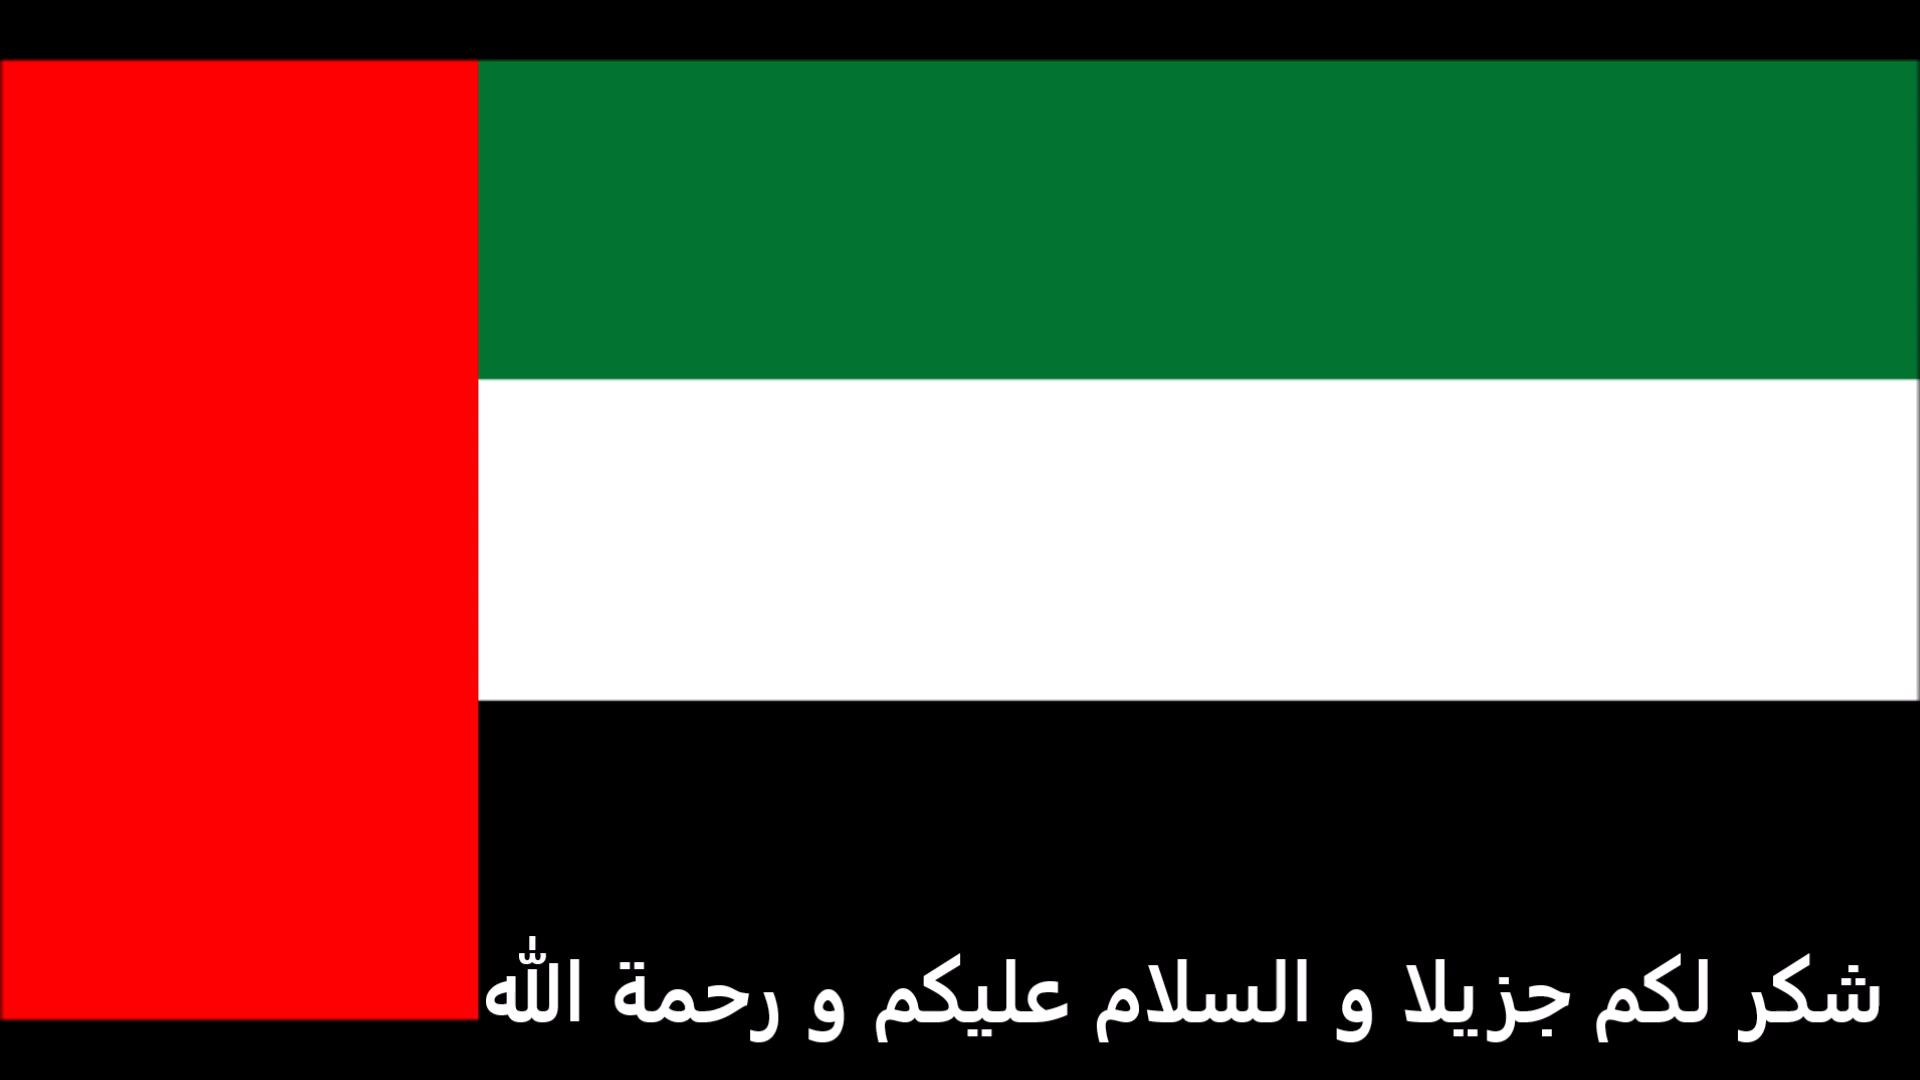 شكر لكم جزيلا و السلام عليكم و رحمة الله